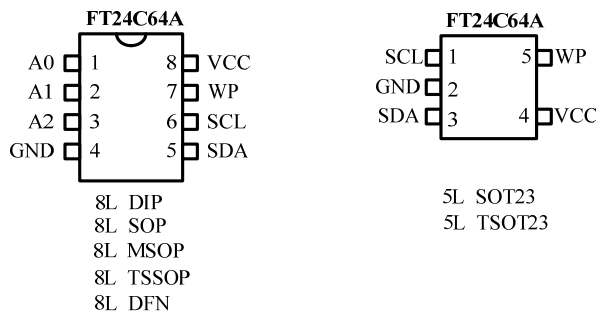 FT24C64A
A0 1 8 VCC
A1 2 7 WP
A2 3 6 SCL
GND 4 5 SDA
8L DIP
8L SOP
8L MSOP
8L TSSOP
8L DFN
FT24C64A
SCL 1 5 WP
GND 2
SDA 3 4 VCC
5L SOT23
5L TSOT23